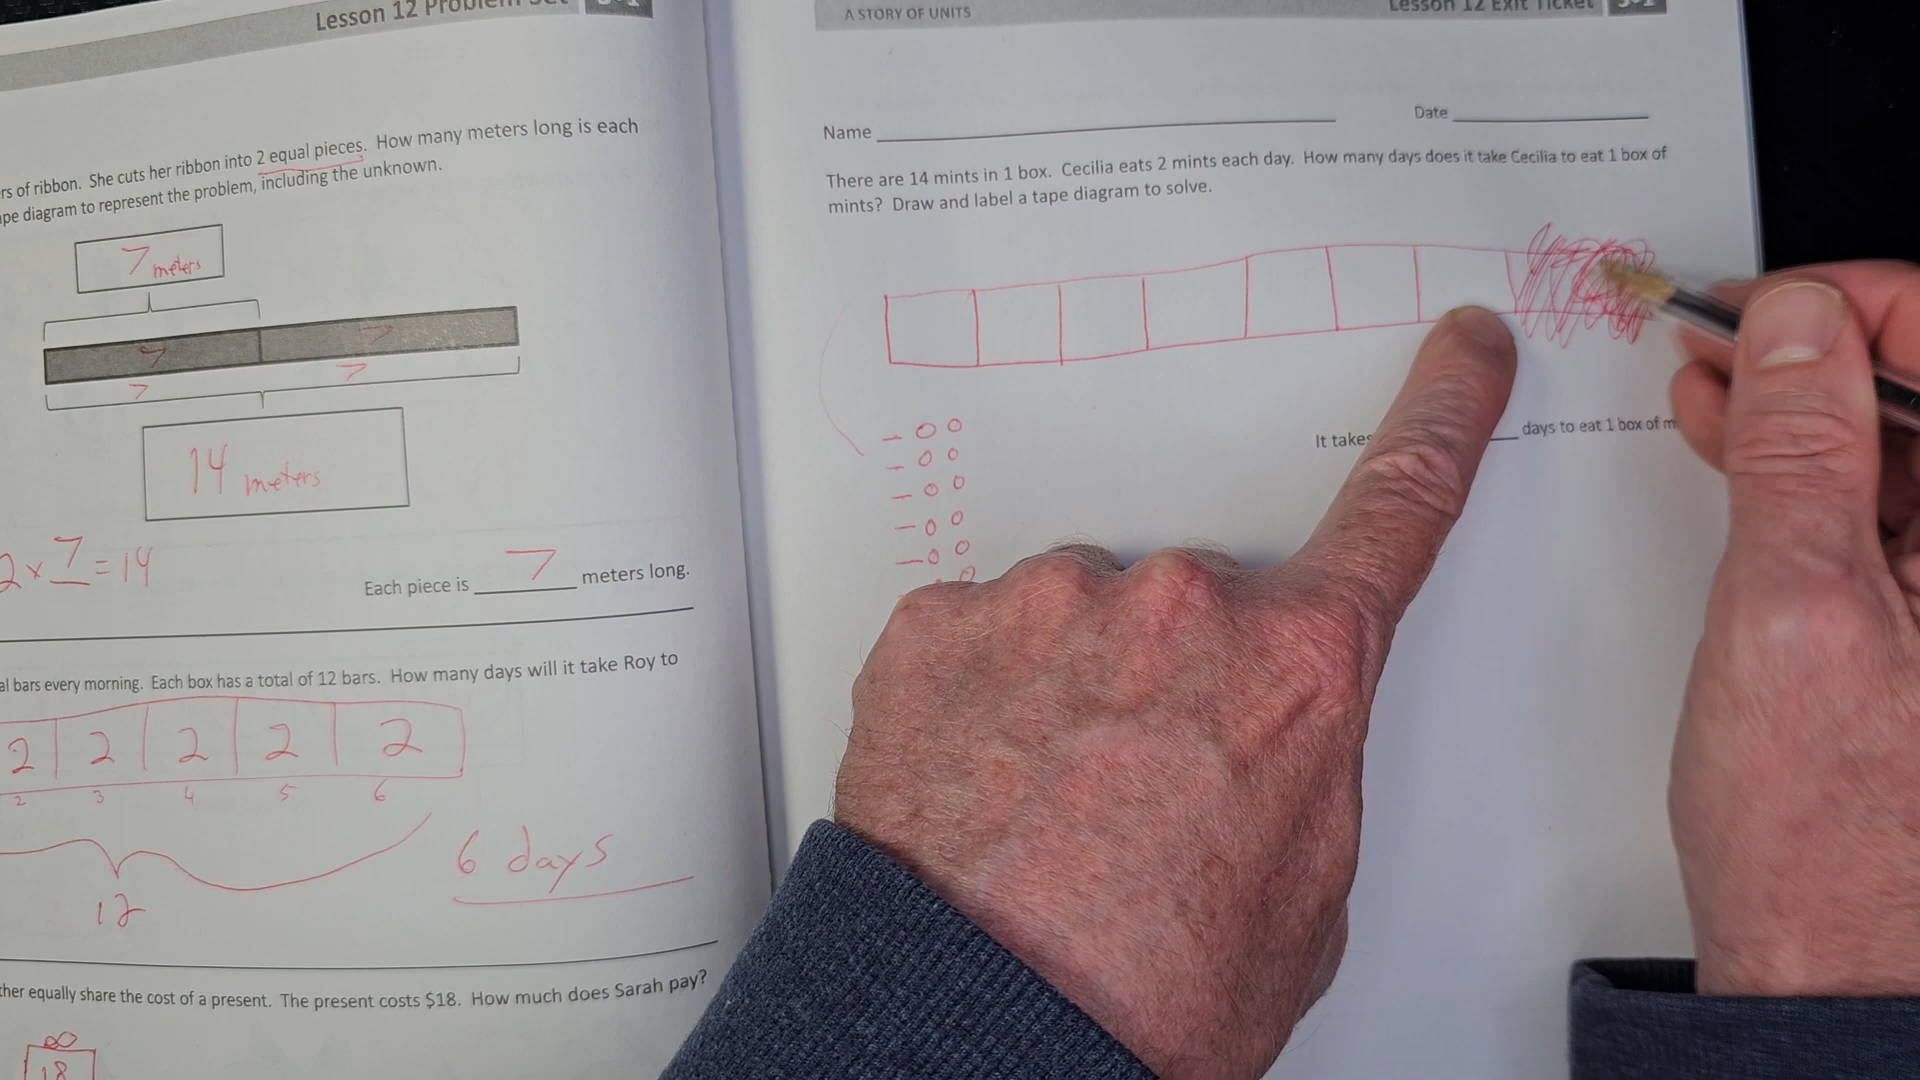 Lesson 12 Problem Set
rs of ribbon. She cuts her ribbon into 2 equal pieces. How many meters long is each
ape diagram to represent the problem, including the unknown.
7 meters
7 7
7 7
14 meters
2 x 7 = 14
Each piece is 7 meters long.
al bars every morning. Each box has a total of 12 bars. How many days will it take Roy to
2 2 2 2 2
2 3 4 5 6
6 days
12
ther equally share the cost of a present. The present costs $18. How much does Sarah pay?
18
A STORY OF UNITS
Lesson 12 Exit Ticket
Name
Date
There are 14 mints in 1 box. Cecilia eats 2 mints each day. How many days does it take Cecilia to eat 1 box of
mints? Draw and label a tape diagram to solve.
It takes days to eat 1 box of m